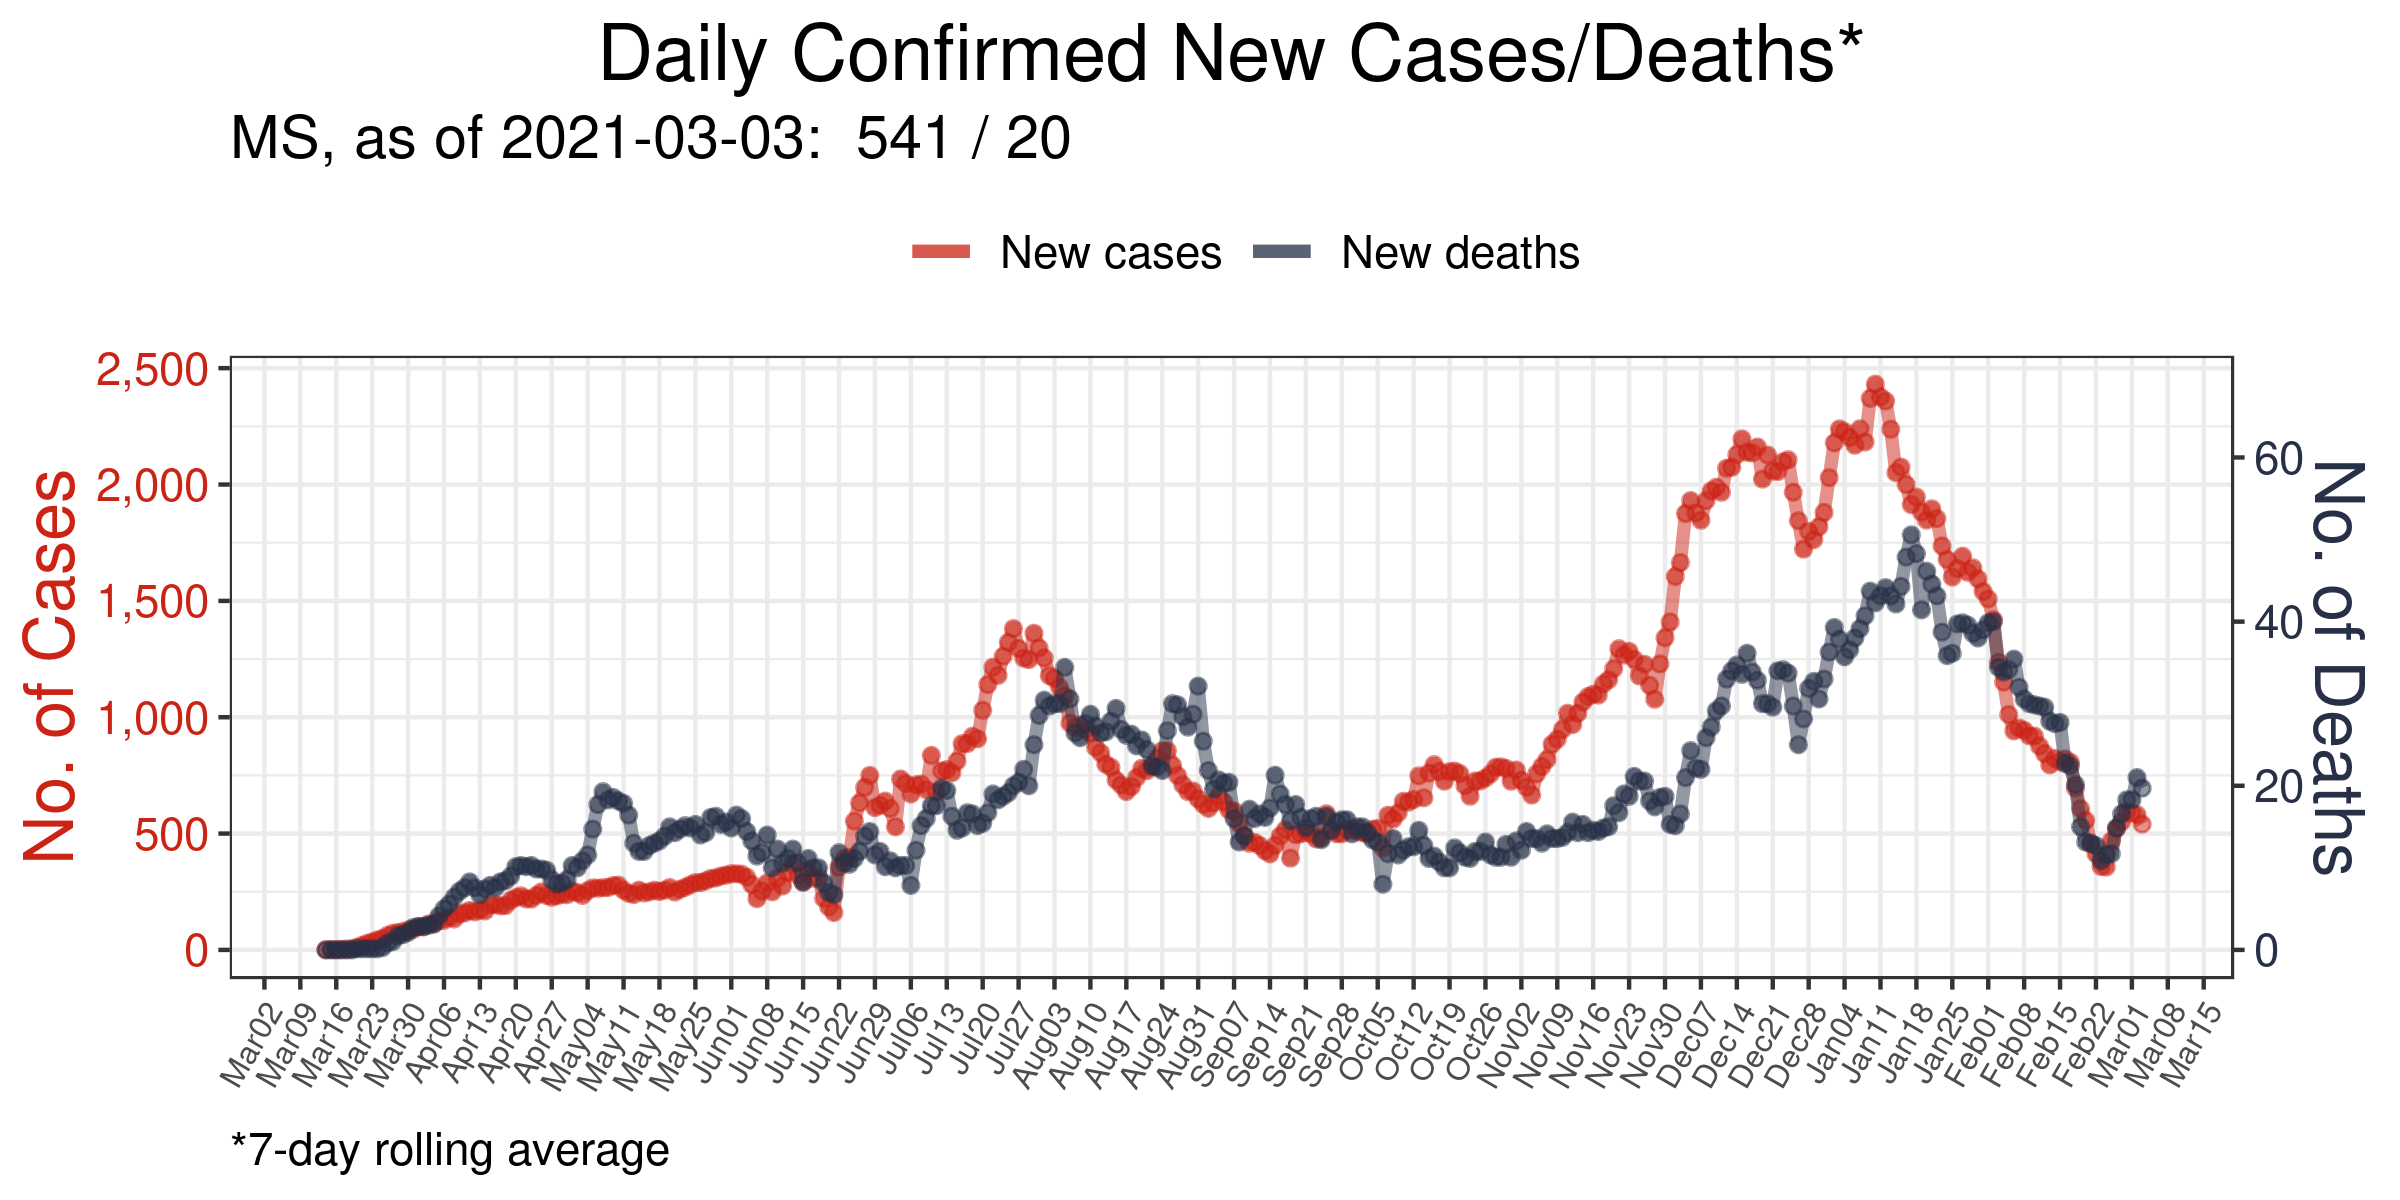 Daily Confirmed New Cases/Deaths*
MS, as of 2021-03-03:  541 / 20
New cases New deaths
No. of Cases
2,500
2,000
1,500
1,000
500
0
60
40
20
0
No. of Deaths
Mar02 Mar09 Mar16 Mar23 Mar30 Apr06 Apr13 Apr20 Apr27 May04 May11 May18 May25 Jun01 Jun08 Jun15 Jun22 Jun29 Jul06 Jul13 Jul20 Jul27 Aug03 Aug10 Aug17 Aug24 Aug31 Sep07 Sep14 Sep21 Sep28 Oct05 Oct12 Oct19 Oct26 Nov02 Nov09 Nov16 Nov23 Nov30 Dec07 Dec14 Dec21 Dec28 Jan04 Jan11 Jan18 Jan25 Feb01 Feb08 Feb15 Feb22 Mar01 Mar08 Mar15
*7-day rolling average